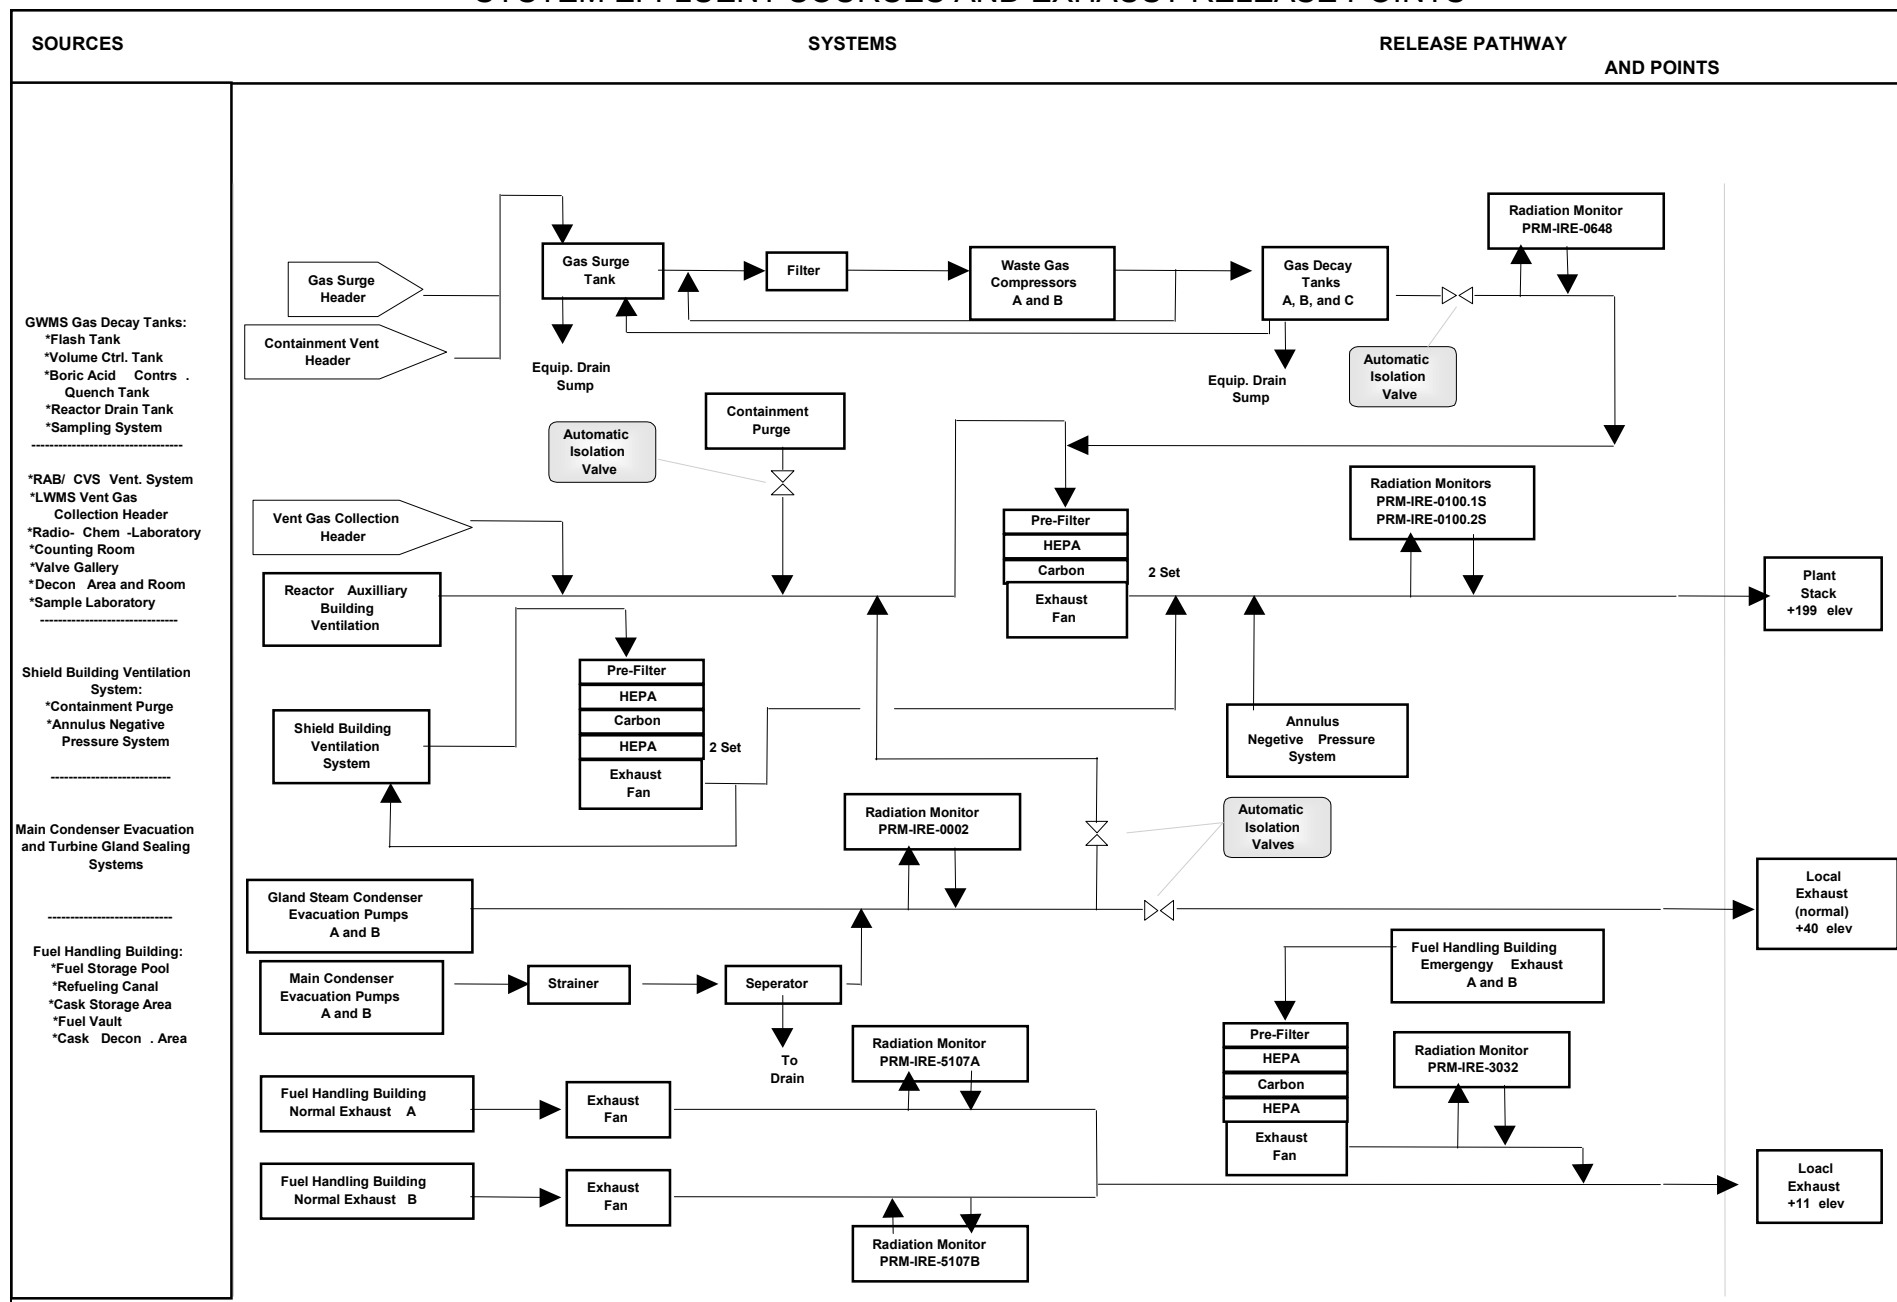 SYSTEM EFFLUENT SOURCES AND EXHAUST RELEASE POINTS
SOURCES
SYSTEMS
RELEASE PATHWAY
AND POINTS
GWMS Gas Decay Tanks:
*Flash Tank
*Volume Ctrl. Tank
*Boric Acid Contrs .
Quench Tank
*Reactor Drain Tank
*Sampling System
---------------------------------
*RAB/ CVS Vent. System
*LWMS Vent Gas
Collection Header
*Radio- Chem -Laboratory
*Counting Room
*Valve Gallery
*Decon Area and Room
*Sample Laboratory
------------------------------
Shield Building Ventilation
System:
*Containment Purge
*Annulus Negative
Pressure System
--------------------------
Main Condenser Evacuation
and Turbine Gland Sealing
Systems
---------------------------
Fuel Handling Building:
*Fuel Storage Pool
*Refueling Canal
*Cask Storage Area
*Fuel Vault
*Cask Decon . Area
Gas Surge
Header
Containment Vent
Header
Gas Surge
Tank
Equip. Drain
Sump
Filter
Waste Gas
Compressors
A and B
Gas Decay
Tanks
A, B, and C
Equip. Drain
Sump
Radiation Monitor
PRM-IRE-0648
Automatic
Isolation
Valve
Automatic
Isolation
Valve
Containment
Purge
Vent Gas Collection
Header
Reactor Auxilliary
Building
Ventilation
Pre-Filter
HEPA
Carbon
Exhaust
Fan
2 Set
Radiation Monitors
PRM-IRE-0100.1S
PRM-IRE-0100.2S
Plant
Stack
+199 elev
Shield Building
Ventilation
System
Pre-Filter
HEPA
Carbon
HEPA
Exhaust
Fan
2 Set
Annulus
Negetive Pressure
System
Radiation Monitor
PRM-IRE-0002
Automatic
Isolation
Valves
Gland Steam Condenser
Evacuation Pumps
A and B
Local
Exhaust
(normal)
+40 elev
Main Condenser
Evacuation Pumps
A and B
Strainer
Seperator
To
Drain
Fuel Handling Building
Emergengy Exhaust
A and B
Pre-Filter
HEPA
Carbon
HEPA
Exhaust
Fan
Radiation Monitor
PRM-IRE-3032
Radiation Monitor
PRM-IRE-5107A
Fuel Handling Building
Normal Exhaust A
Exhaust
Fan
Fuel Handling Building
Normal Exhaust B
Exhaust
Fan
Radiation Monitor
PRM-IRE-5107B
Loacl
Exhaust
+11 elev